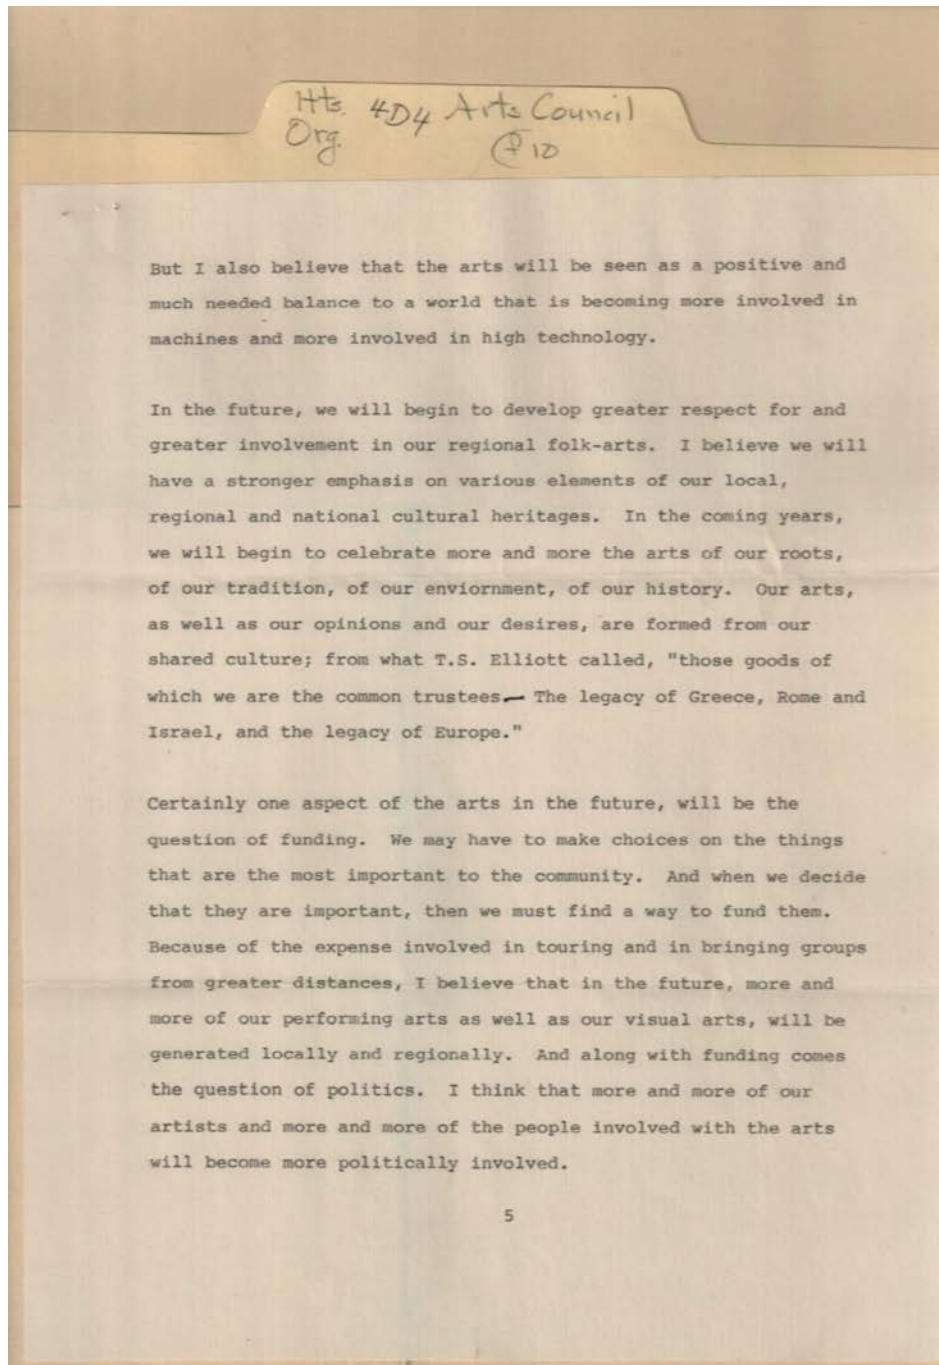 Hts. 4D4 Arts Council
Org. P 10
But I also believe that the arts will be seen as a positive and
much needed balance to a world that is becoming more involved in
machines and more involved in high technology.
In the future, we will begin to develop greater respect for and
greater involvement in our regional folk-arts.  I believe we will
have a stronger emphasis on various elements of our local,
regional and national cultural heritages.  In the coming years,
we will begin to celebrate more and more the arts of our roots,
of our tradition, of our enviornment, of our history.  Our arts,
as well as our opinions and our desires, are formed from our
shared culture; from what T.S. Elliott called, "those goods of
which we are the common trustees— The legacy of Greece, Rome and
Israel, and the legacy of Europe."
Certainly one aspect of the arts in the future, will be the
question of funding.  We may have to make choices on the things
that are the most important to the community.  And when we decide
that they are important, then we must find a way to fund them.
Because of the expense involved in touring and in bringing groups
from greater distances, I believe that in the future, more and
more of our performing arts as well as our visual arts, will be
generated locally and regionally.  And along with funding comes
the question of politics.  I think that more and more of our
artists and more and more of the people involved with the arts
will become more politically involved.
5